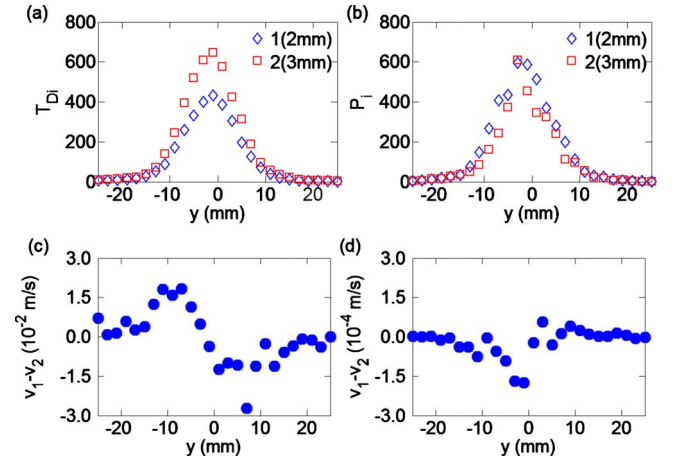 (a)
800
600
400
200
0
T_Di
1(2mm)
2(3mm)
-20 -10 0 10 20
y (mm)
(b)
800
600
400
200
0
P_i
1(2mm)
2(3mm)
-20 -10 0 10 20
y (mm)
(c)
3.0
1.5
0.0
-1.5
-3.0
v₁-v₂ (10⁻² m/s)
-20 -10 0 10 20
y (mm)
(d)
3.0
1.5
0.0
-1.5
-3.0
v₁-v₂ (10⁻⁴ m/s)
-20 -10 0 10 20
y (mm)